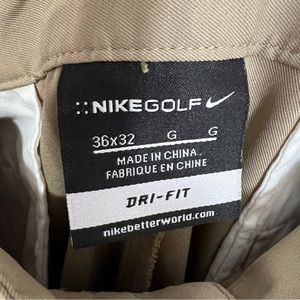 NIKEGOLF
36x32 G G
MADE IN CHINA
FABRIQUE EN CHINE
DRI-FIT
nikebetterworld.com